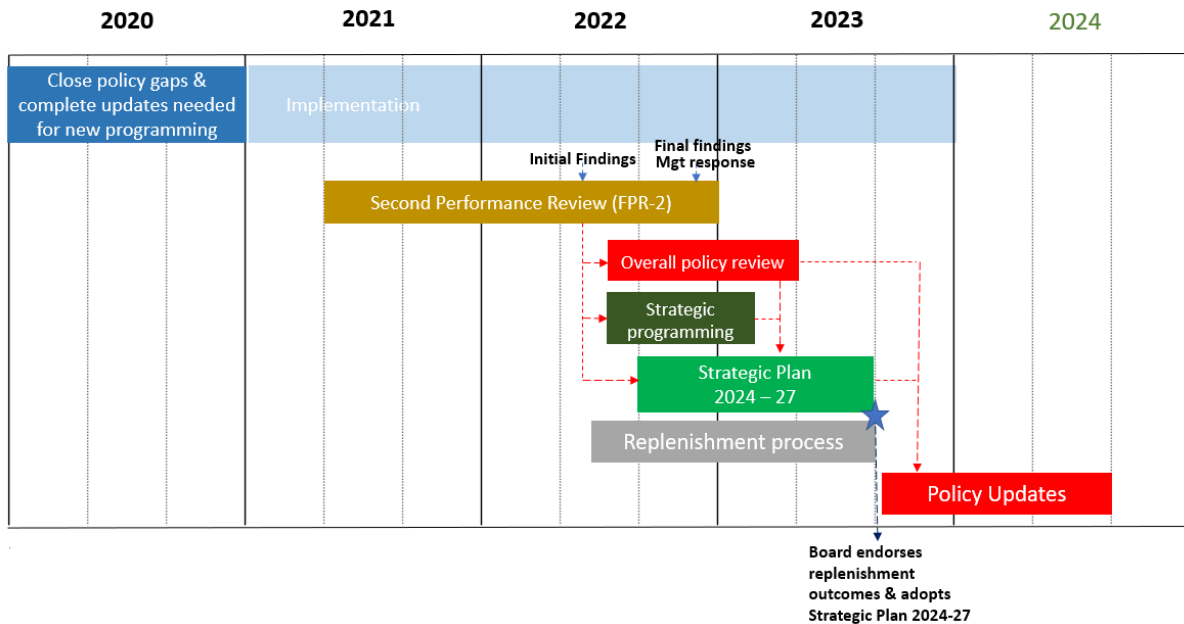 2020
2021
2022
2023
2024
Close policy gaps &
complete updates needed
for new programming
Implementation
Initial Findings
Final findings
Mgt response
Second Performance Review (FPR-2)
Overall policy review
Strategic
programming
Strategic Plan
2024 – 27
Replenishment process
Policy Updates
Board endorses
replenishment
outcomes & adopts
Strategic Plan 2024-27